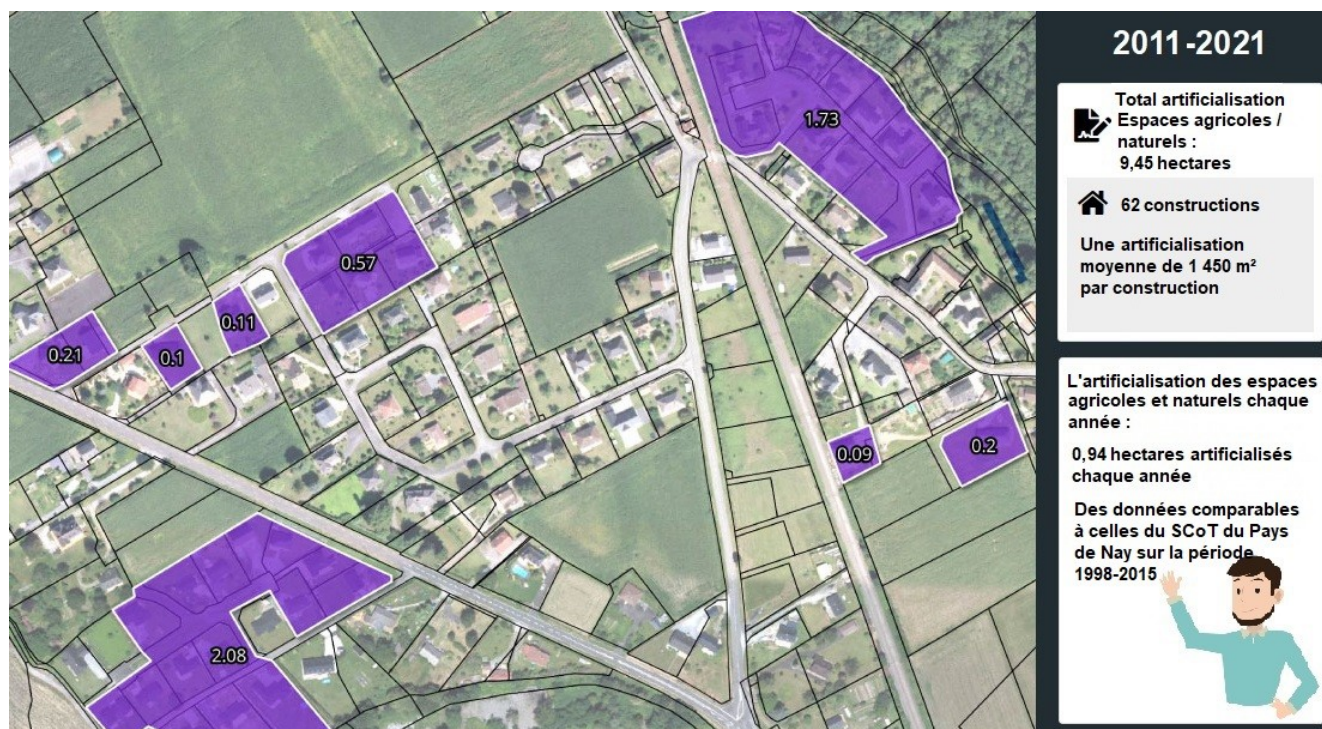 2011-2021
Total artificialisation
Espaces agricoles /
naturels :
9,45 hectares
62 constructions
Une artificialisation
moyenne de 1 450 m²
par construction
L'artificialisation des espaces
agricoles et naturels chaque
année :
0,94 hectares artificialisés
chaque année
Des données comparables
à celles du SCoT du Pays
de Nay sur la période
1998-2015
1.73
0.57
0.11
0.1
0.21
0.09
0.2
2.08